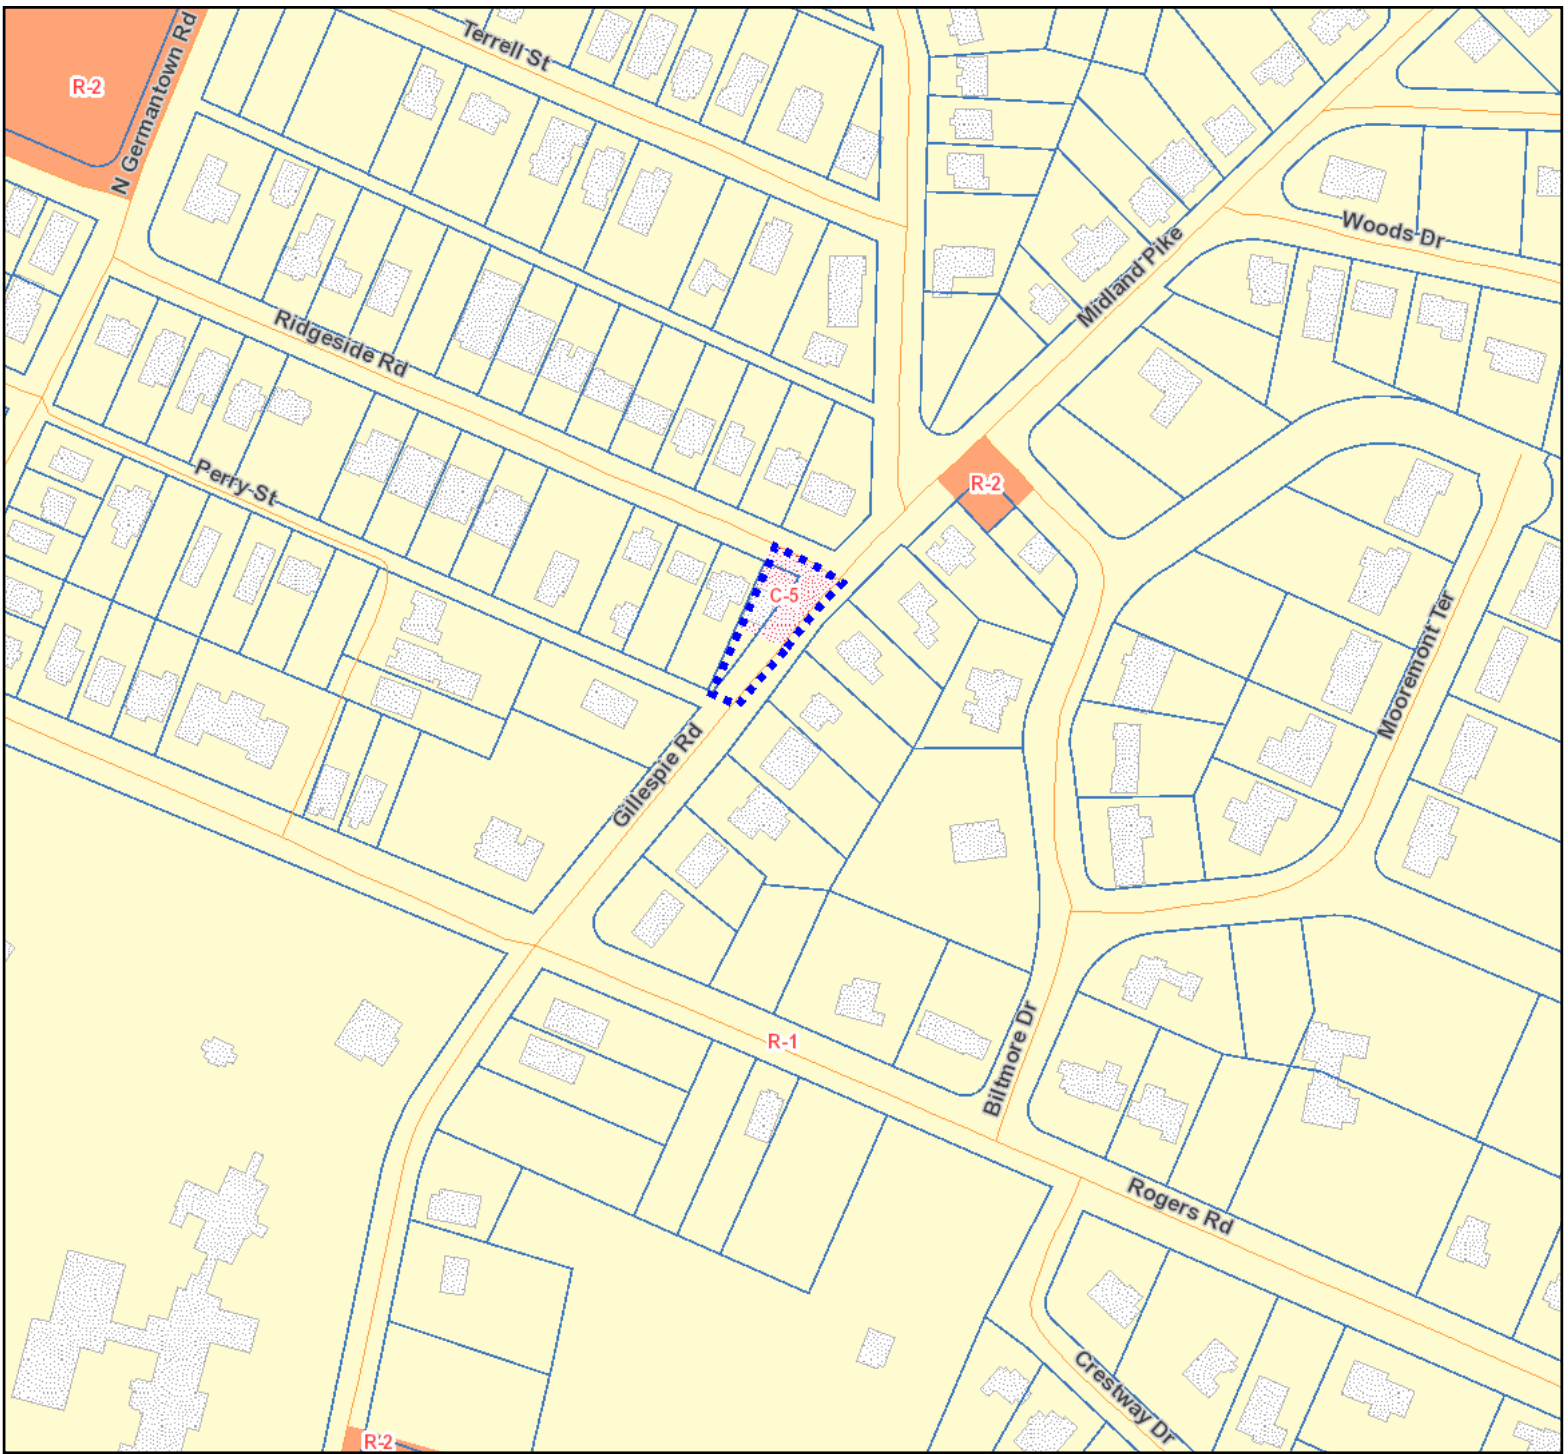 Terrell St
N Germantown Rd
R-2
Woods Dr
Midland Pike
Ridgeside Rd
Perry St
R-2
C-5
Mooremont Ter
Gillespie Rd
R-1
Biltmore Dr
Rogers Rd
Crestway Dr
R-2